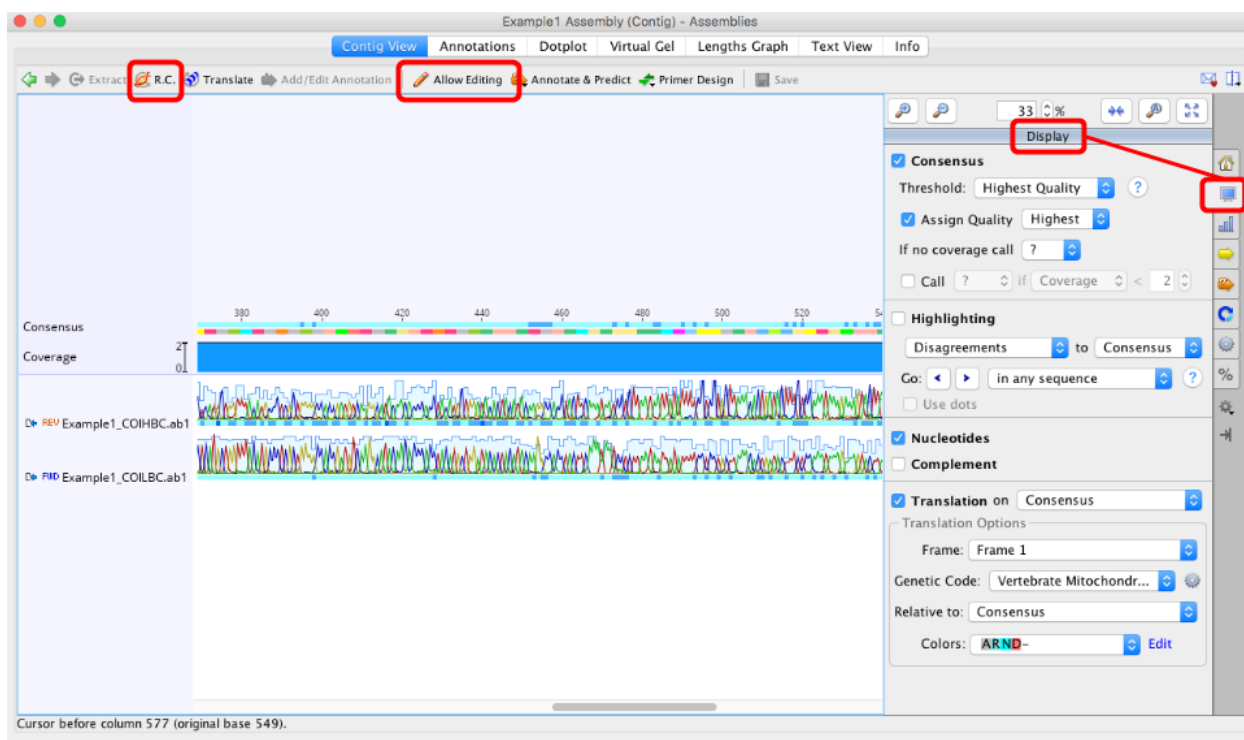 Example1 Assembly (Contig) - Assemblies
Contig View Annotations Dotplot Virtual Gel Lengths Graph Text View Info
Extract R.C. Translate Add/Edit Annotation Allow Editing Annotate & Predict Primer Design Save
33 %
Display
Consensus
Threshold: Highest Quality ?
Assign Quality Highest
If no coverage call ?
Call ? if Coverage < 2
380 400 420 440 460 480 500 520 54
Consensus
Coverage 2 0
REV Example1_COIHBC.ab1
FWD Example1_COILBC.ab1
Highlighting
Disagreements to Consensus
Go: in any sequence ?
Use dots
Nucleotides
Complement
Translation on Consensus
Translation Options
Frame: Frame 1
Genetic Code: Vertebrate Mitochondr...
Relative to: Consensus
Colors: ARND- Edit
%
Cursor before column 577 (original base 549).